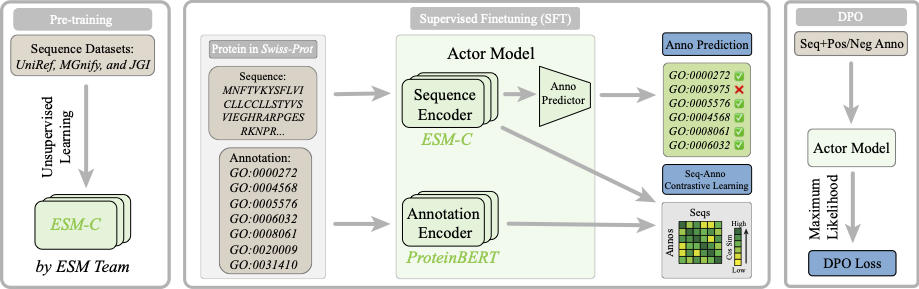 Pre-training
Sequence Datasets:
UniRef, MGnify, and JGI
Unsupervised
Learning
ESM-C
by ESM Team
Supervised Finetuning (SFT)
Protein in Swiss-Prot
Sequence:
MNFTVKYSFLVI
CLLCCLLSTYVS
VIEGHRARPGES
RKNPR...
Annotation:
GO:0000272
GO:0004568
GO:0005576
GO:0006032
GO:0008061
GO:0020009
GO:0031410
Actor Model
Sequence
Encoder
ESM-C
Anno
Predictor
Annotation
Encoder
ProteinBERT
Anno Prediction
GO:0000272 ✅
GO:0005975 ❌
GO:0005576 ✅
GO:0004568 ✅
GO:0008061 ✅
GO:0006032 ✅
Seq-Anno
Contrastive Learning
Seqs
Annos
High
Cos Sim
Low
DPO
Seq+Pos/Neg Anno
Actor Model
Maximum
Likelihood
DPO Loss